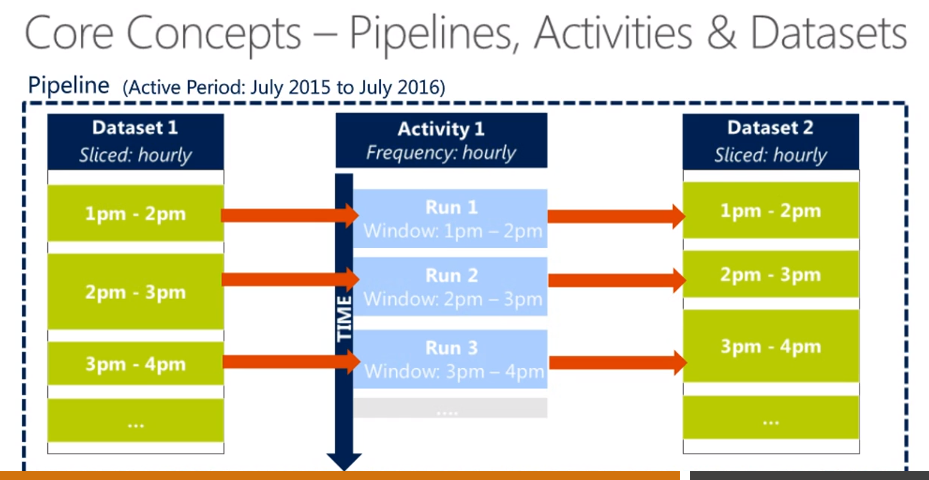 Core Concepts – Pipelines, Activities & Datasets
Pipeline (Active Period: July 2015 to July 2016)
Dataset 1
Sliced: hourly
1pm - 2pm
2pm - 3pm
3pm - 4pm
...
Activity 1
Frequency: hourly
TIME
Run 1
Window: 1pm – 2pm
Run 2
Window: 2pm – 3pm
Run 3
Window: 3pm – 4pm
....
Dataset 2
Sliced: hourly
1pm - 2pm
2pm - 3pm
3pm - 4pm
...